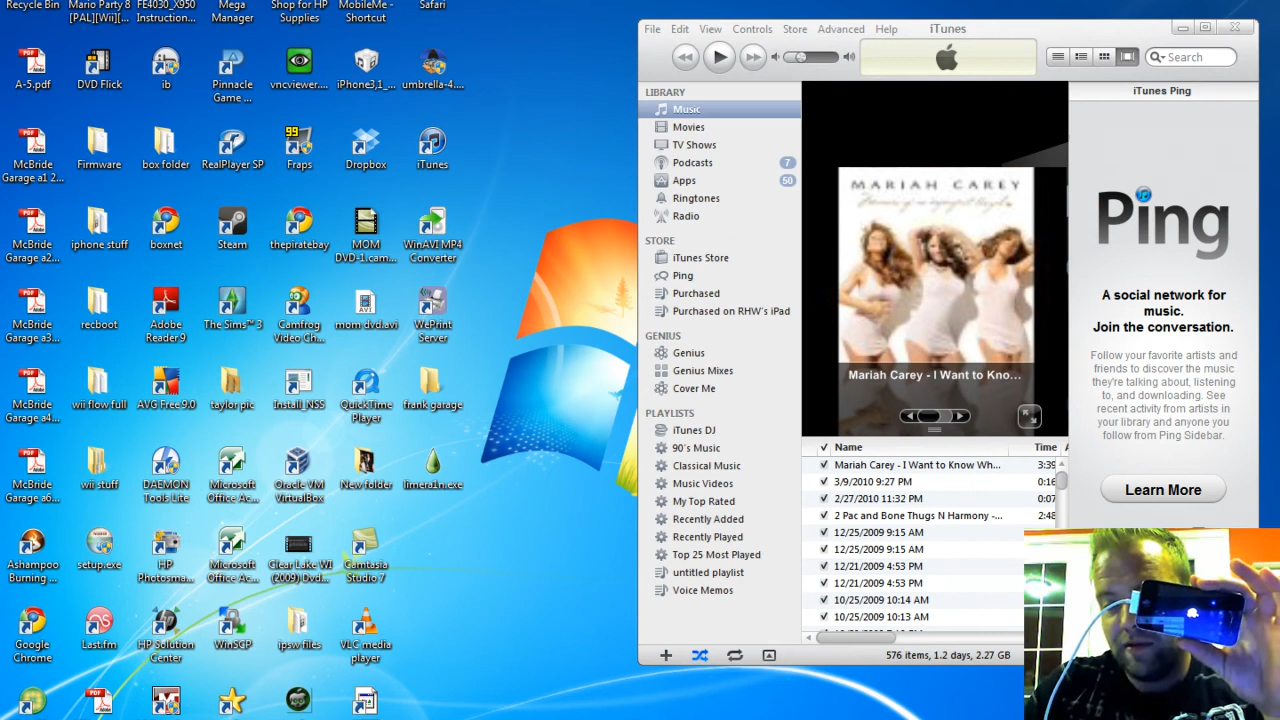 Recycle Bin
Mario Party 8
[PAL][Wii][...
FE4030_X950
Instruction...
Mega
Manager
Shop for HP
Supplies
MobileMe -
Shortcut
Safari
A-5.pdf
DVD Flick
ib
Pinnacle
Game ...
vncviewer....
iPhone3,1_...
umbrella-4....
McBride
Garage a1 2...
Firmware
box folder
RealPlayer SP
99
Fraps
Dropbox
iTunes
McBride
Garage a2...
iphone stuff
boxnet
Steam
thepiratebay
MOM
DVD-1.cam...
WinAVI MP4
Converter
McBride
Garage a3...
recboot
Adobe
Reader 9
The Sims™ 3
Camfrog
Video Ch...
mom dvd.avi
WePrint
Server
McBride
Garage a4...
wii flow full
AVG Free 9.0
taylor pic
Install_NSS
QuickTime
Player
frank garage
McBride
Garage a6...
wii stuff
DAEMON
Tools Lite
Microsoft
Office Ac...
Oracle VM
VirtualBox
New folder
limera1n.exe
Ashampoo
Burning ...
setup.exe
HP
Photosma...
Microsoft
Office Ac...
Clear Lake WI
(2009) Dvd...
Camtasia
Studio 7
Google
Chrome
Last.fm
HP Solution
Center
WinSCP
ipsw files
VLC media
player
File Edit View Controls Store Advanced Help
iTunes
Search
LIBRARY
Music
Movies
TV Shows
Podcasts 7
Apps 50
Ringtones
Radio
STORE
iTunes Store
Ping
Purchased
Purchased on RHW's iPad
GENIUS
Genius
Genius Mixes
Cover Me
PLAYLISTS
iTunes DJ
90's Music
Classical Music
Music Videos
My Top Rated
Recently Added
Recently Played
Top 25 Most Played
untitled playlist
Voice Memos
MARIAH CAREY
Mariah Carey - I Want to Kno...
Name Time
Mariah Carey - I Want to Know Wh... 3:39
3/9/2010 9:27 PM 0:16
2/27/2010 11:32 PM 0:07
2 Pac and Bone Thugs N Harmony -... 2:48
12/25/2009 9:15 AM
12/25/2009 9:15 AM
12/21/2009 4:53 PM
12/21/2009 4:53 PM
10/25/2009 10:14 AM
10/25/2009 10:13 AM
576 items, 1.2 days, 2.27 GB
iTunes Ping
Ping
A social network for
music.
Join the conversation.
Follow your favorite artists and
friends to discover the music
they're talking about, listening
to, and downloading. See
recent activity from artists in
your library and anyone you
follow from Ping Sidebar.
Learn More